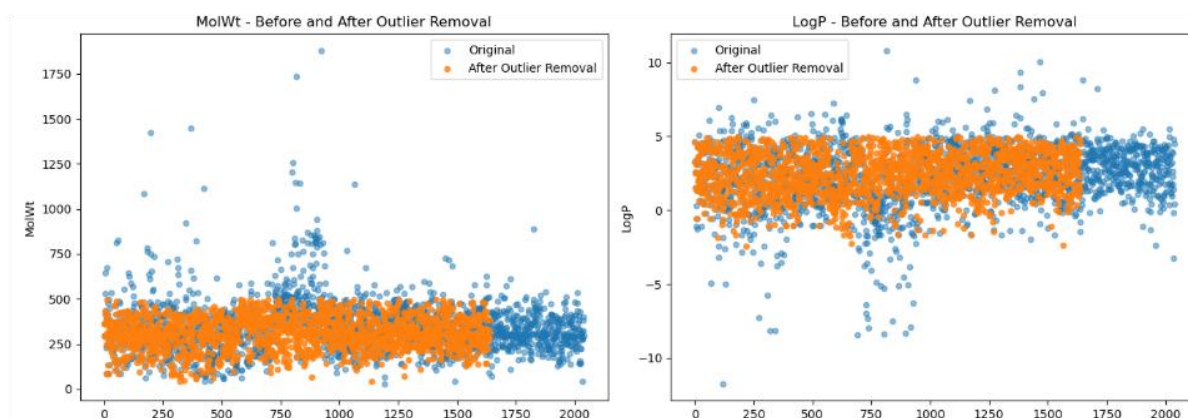 MolWt - Before and After Outlier Removal
Original
After Outlier Removal
MolWt
1750
1500
1250
1000
750
500
250
0
0 250 500 750 1000 1250 1500 1750 2000
LogP - Before and After Outlier Removal
Original
After Outlier Removal
LogP
10
5
0
−5
−10
0 250 500 750 1000 1250 1500 1750 2000